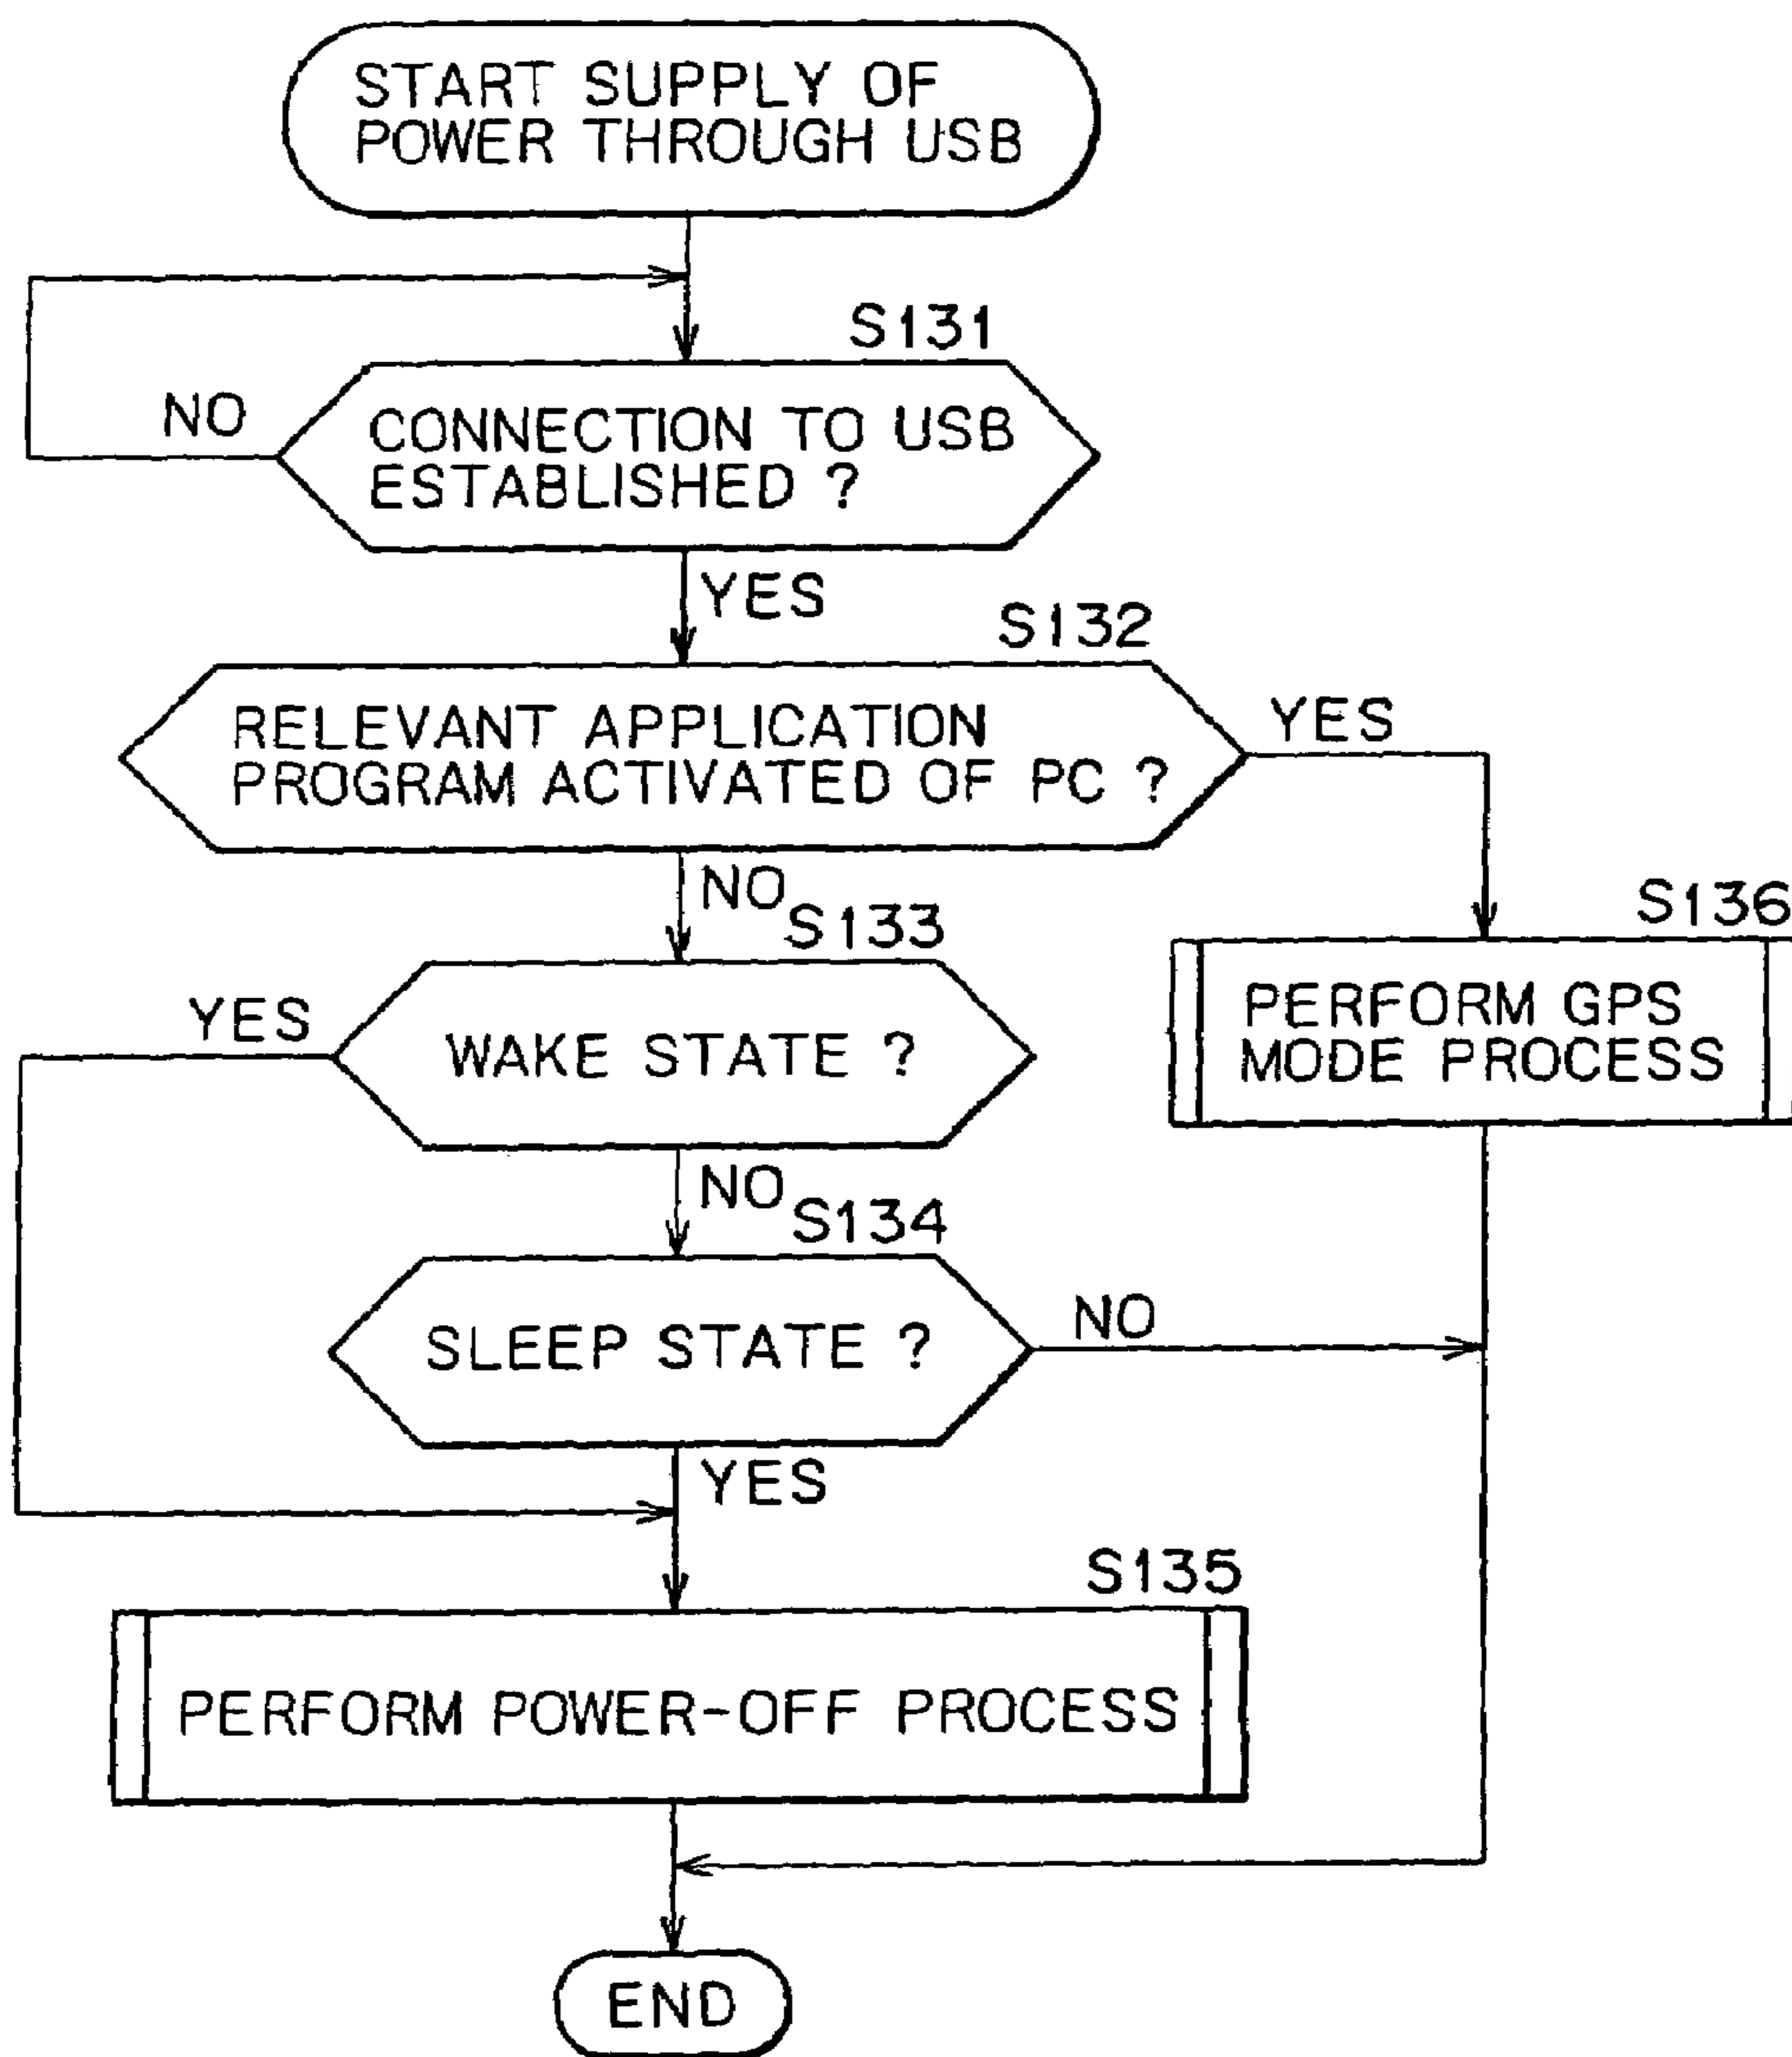 START SUPPLY OF
POWER THROUGH USB
S131
NO
CONNECTION TO USB
ESTABLISHED ?
YES
S132
RELEVANT APPLICATION
PROGRAM ACTIVATED OF PC ?
YES
NO
S133
S136
YES
WAKE STATE ?
PERFORM GPS
MODE PROCESS
NO
S134
SLEEP STATE ?
NO
YES
S135
PERFORM POWER-OFF PROCESS
END